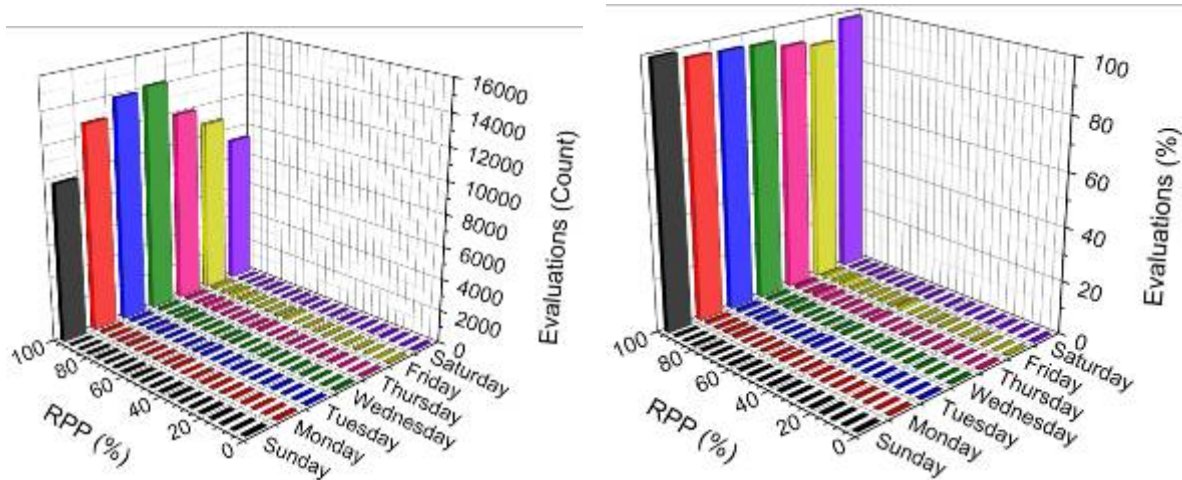 16000
14000
12000
10000
8000
6000
4000
2000
0
Evaluations (Count)
100
80
60
40
20
0
RPP (%)
Saturday
Friday
Thursday
Wednesday
Tuesday
Monday
Sunday
100
80
60
40
20
0
Evaluations (%)
100
80
60
40
20
0
RPP (%)
Saturday
Friday
Thursday
Wednesday
Tuesday
Monday
Sunday